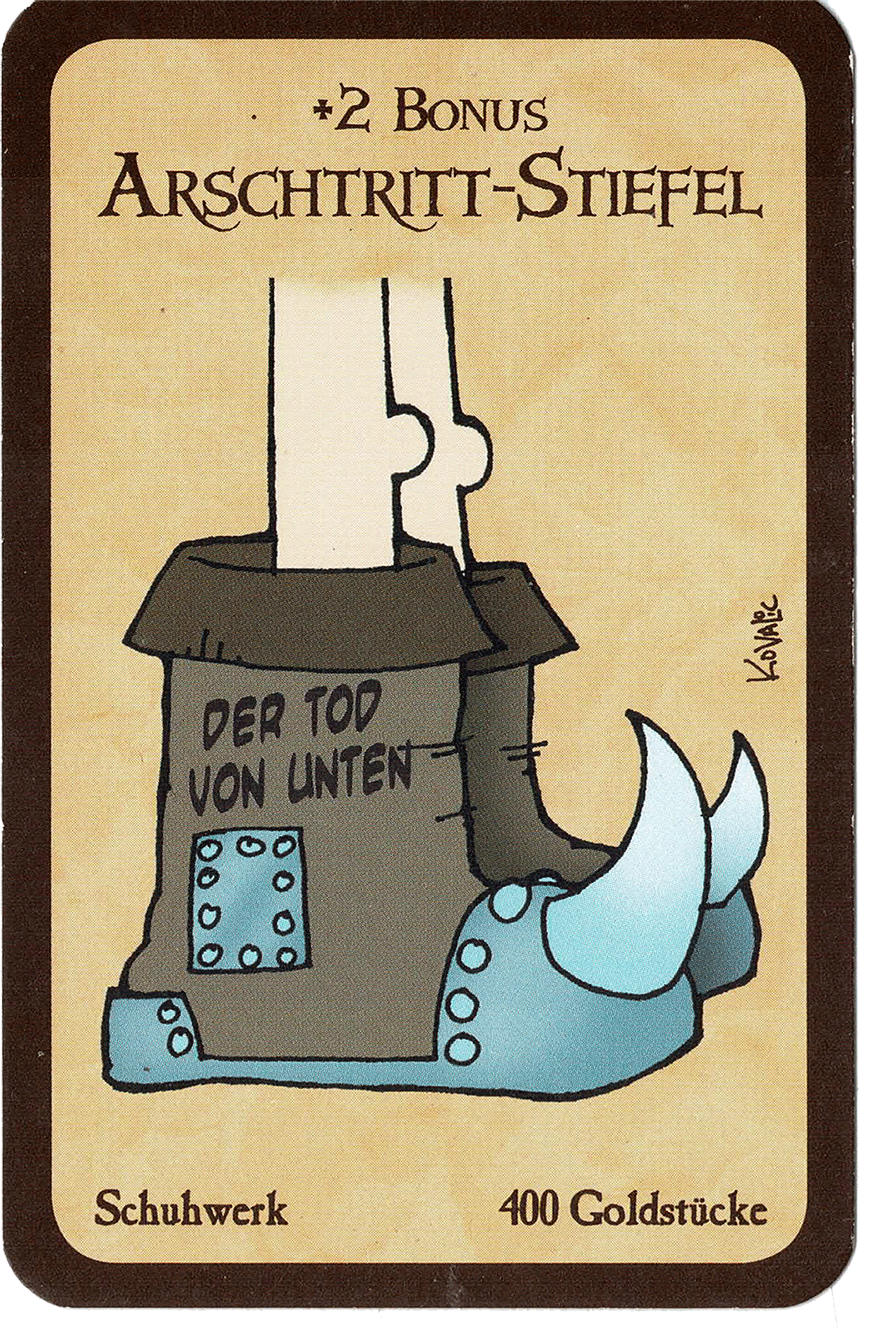 +2 Bonus
Arschtritt-Stiefel
DER TOD
VON UNTEN
KOVALIC
Schuhwerk
400 Goldstücke